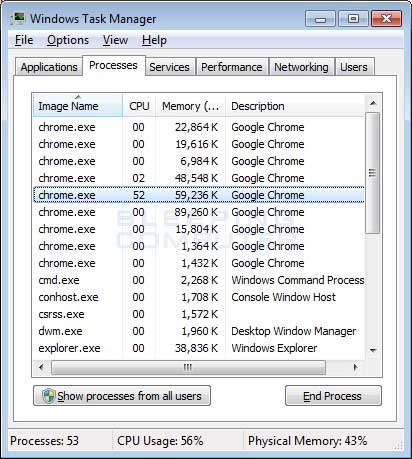 Windows Task Manager
File Options View Help
Applications Processes Services Performance Networking Users
Image Name CPU Memory (... Description
chrome.exe 00 22,864 K Google Chrome
chrome.exe 00 19,616 K Google Chrome
chrome.exe 00 6,984 K Google Chrome
chrome.exe 02 48,548 K Google Chrome
chrome.exe 52 59,236 K Google Chrome
chrome.exe 00 89,260 K Google Chrome
chrome.exe 00 15,804 K Google Chrome
chrome.exe 00 1,364 K Google Chrome
chrome.exe 00 1,432 K Google Chrome
cmd.exe 00 2,268 K Windows Command Process
conhost.exe 00 1,708 K Console Window Host
csrss.exe 00 1,572 K
dwm.exe 00 1,960 K Desktop Window Manager
explorer.exe 00 38,836 K Windows Explorer
BLEEPING
COMPUTER
Show processes from all users End Process
Processes: 53 CPU Usage: 56% Physical Memory: 43%